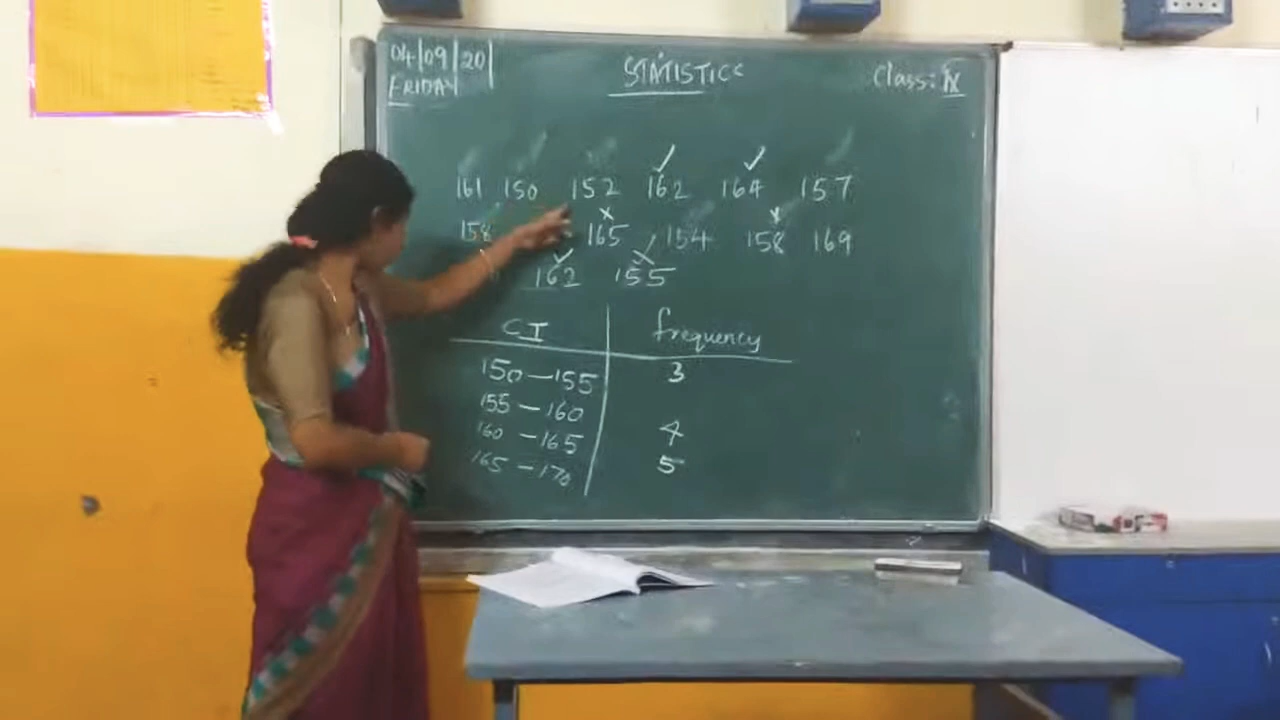 04/09/20
FRIDAY
STATISTICS
Class: IX
161 150 152 162 164 157
158 165 154 158 169
162 155
CI frequency
150 — 155 3
155 — 160
160 — 165 4
165 — 170 5